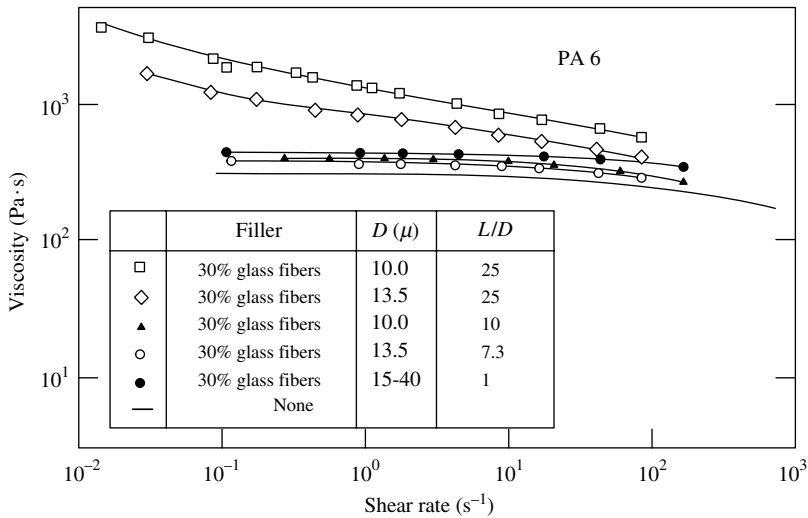 PA 6
10³
10²
10¹
Viscosity (Pa·s)
Filler D (μ) L/D
30% glass fibers 10.0 25
30% glass fibers 13.5 25
30% glass fibers 10.0 10
30% glass fibers 13.5 7.3
30% glass fibers 15-40 1
None
10⁻² 10⁻¹ 10⁰ 10¹ 10² 10³
Shear rate (s⁻¹)